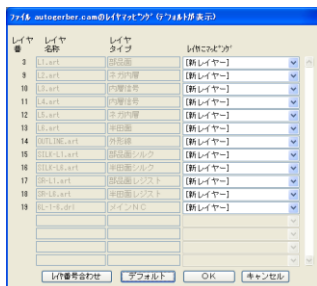 ファイル autogerber.camのレイヤマッピング (デフォルトが表示)
レイヤ番 レイヤ名称 レイヤタイプ レイヤにマッピング
3 L1.art 部品面 [新レイヤー]
9 L2.art ネガ内層 [新レイヤー]
10 L3.art 内層信号 [新レイヤー]
11 L4.art 内層信号 [新レイヤー]
12 L5.art ネガ内層 [新レイヤー]
13 L6.art 半田面 [新レイヤー]
14 OUTLINE.art 外形線 [新レイヤー]
15 SILK-L1.art 部品面シルク [新レイヤー]
16 SILK-L6.art 半田面シルク [新レイヤー]
17 SR-L1.art 部品面レジスト [新レイヤー]
18 SR-L6.art 半田面レジスト [新レイヤー]
19 NL-1-6.drl メインNC [新レイヤー]
レイヤ番号合わせ デフォルト OK キャンセル